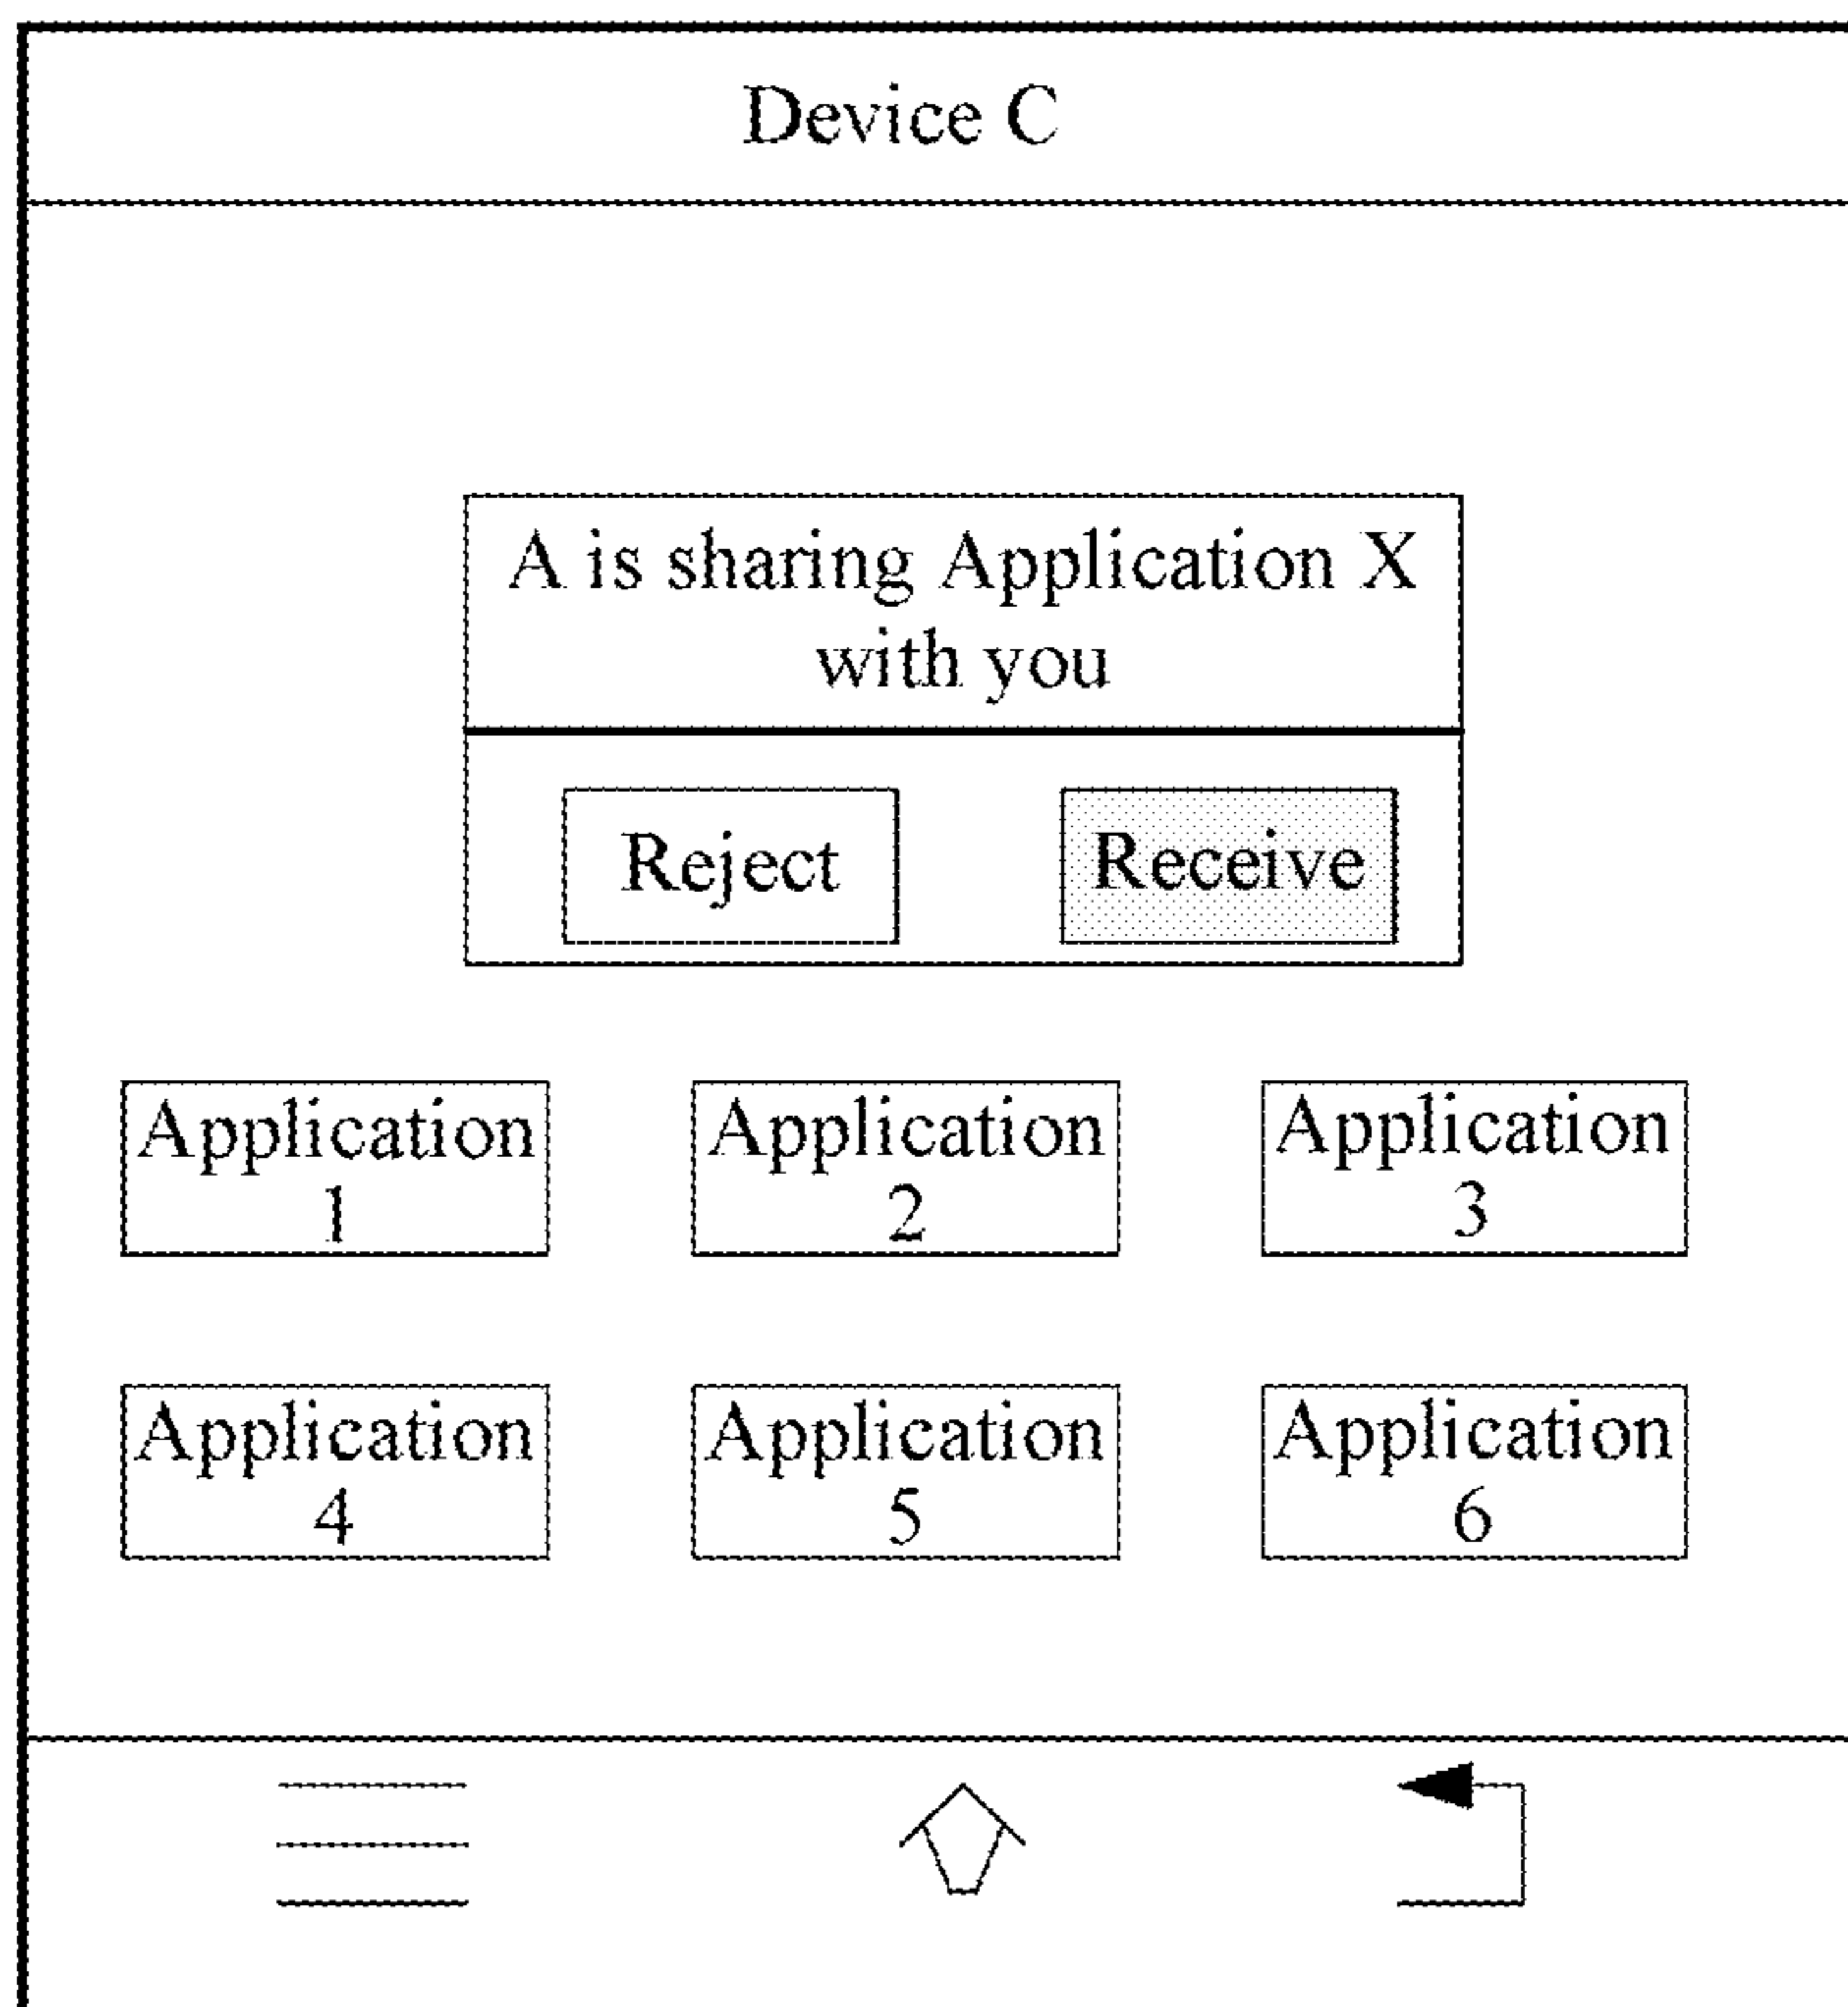 Device C
A is sharing Application X
with you
Reject
Receive
Application
1
Application
2
Application
3
Application
4
Application
5
Application
6